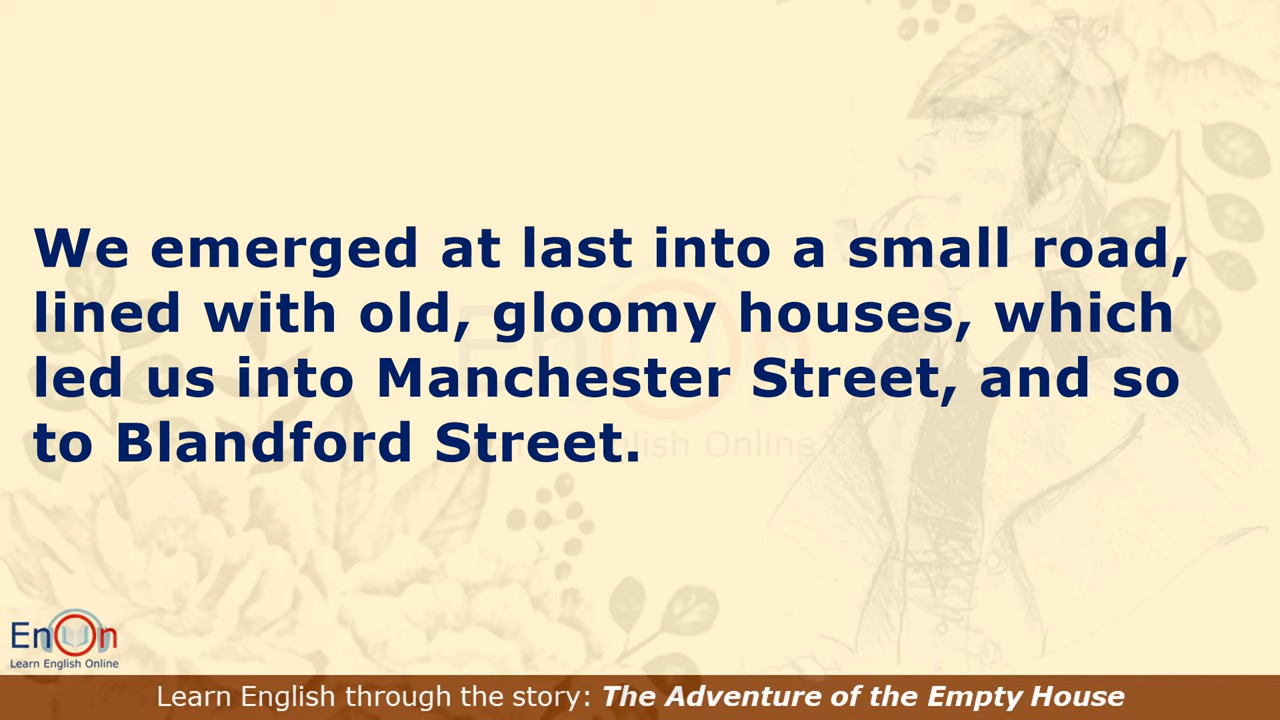 We emerged at last into a small road,
lined with old, gloomy houses, which
led us into Manchester Street, and so
to Blandford Street.
English Online
EnOn
Learn English Online
Learn English through the story: The Adventure of the Empty House